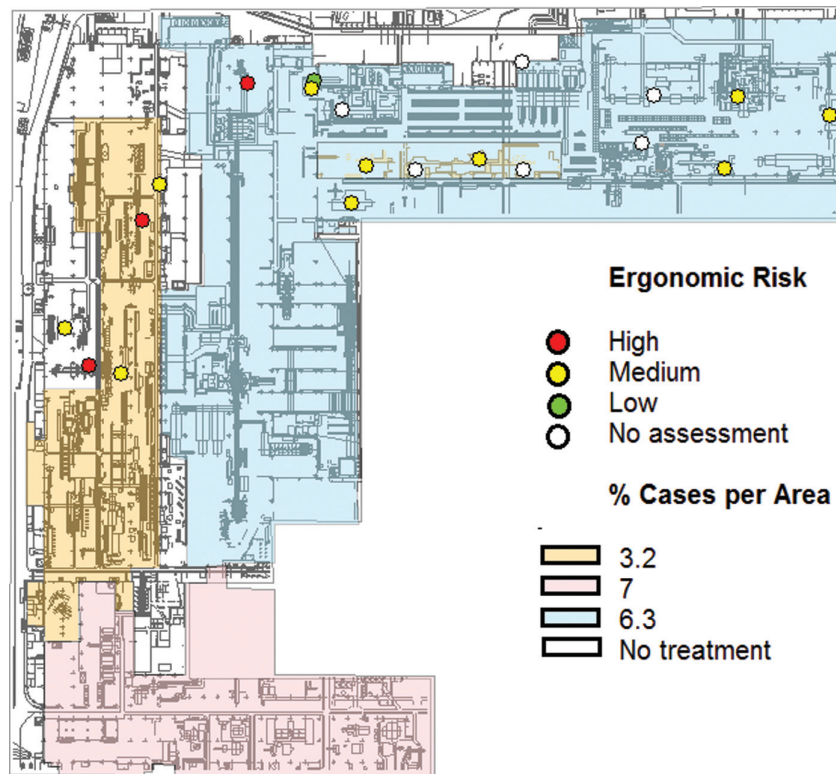 Ergonomic Risk
High
Medium
Low
No assessment
% Cases per Area
3.2
7
6.3
No treatment